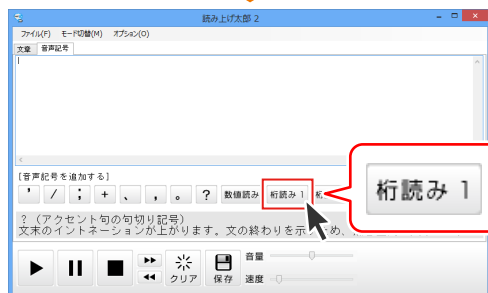 読み上げ太郎 2
ファイル(F) モード切替(M) オプション(O)
文章 音声記号
[音声記号を追加する]
' / ; + 、 , 。 ? 数値読み 桁読み 1 桁
桁読み 1
? (アクセント句の句切り記号)
文末のイントネーションが上がります。文の終わりを示すため、
クリア 保存 音量
速度